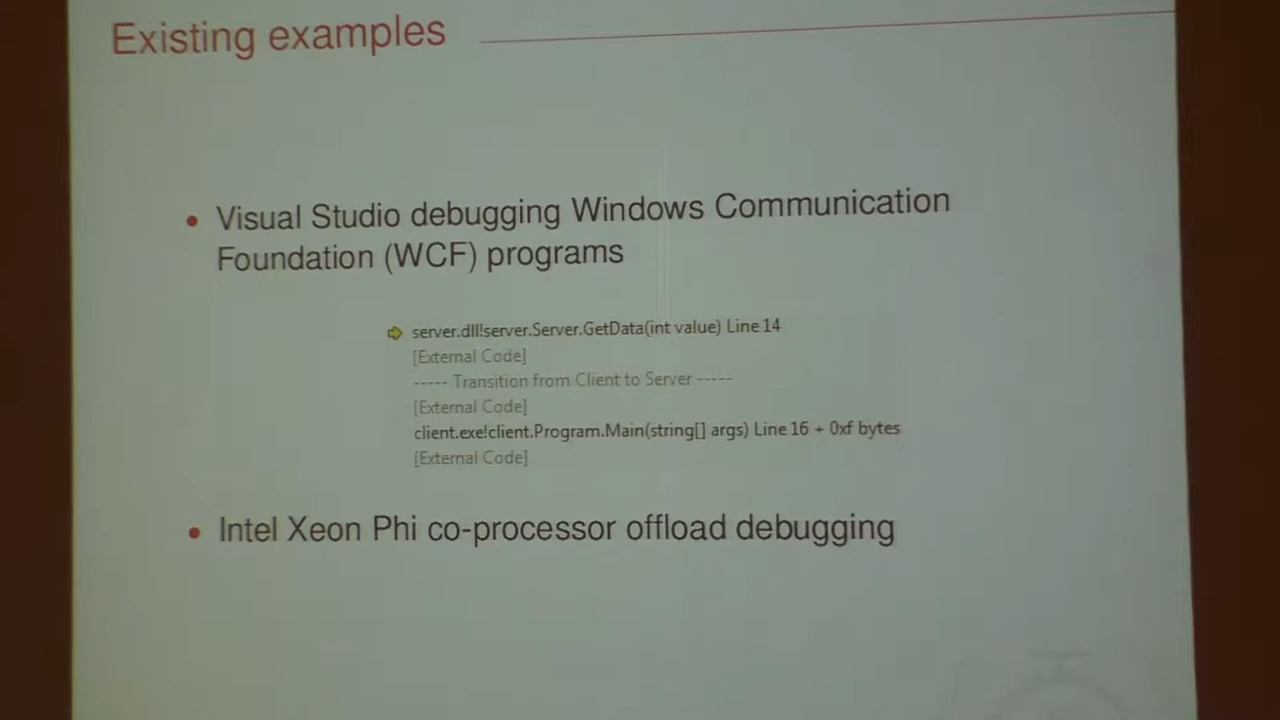 Existing examples
• Visual Studio debugging Windows Communication
Foundation (WCF) programs
server.dll!server.Server.GetData(int value) Line 14
[External Code]
----- Transition from Client to Server -----
[External Code]
client.exe!client.Program.Main(string[] args) Line 16 + 0xf bytes
[External Code]
• Intel Xeon Phi co-processor offload debugging